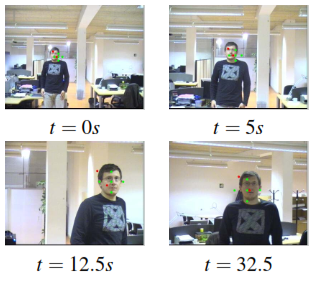 t = 0s
t = 5s
t = 12.5s
t = 32.5